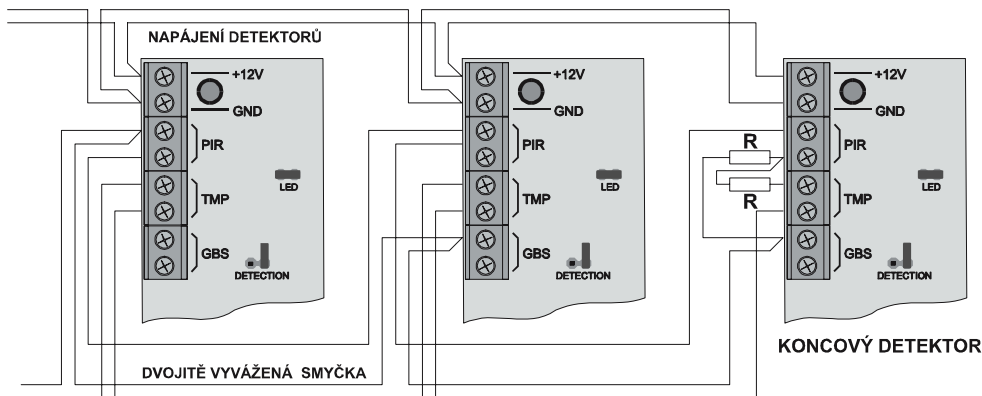 NAPÁJENÍ DETEKTORŮ
+12V
GND
PIR
LED
TMP
GBS
DETECTION
+12V
GND
PIR
LED
TMP
GBS
DETECTION
+12V
GND
R
PIR
LED
R
TMP
GBS
DETECTION
KONCOVÝ DETEKTOR
DVOJITĚ VYVÁŽENÁ SMYČKA